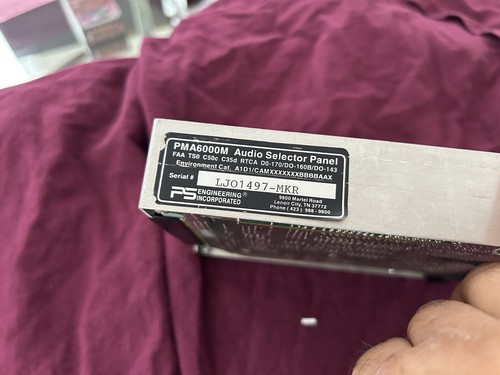 PMA6000M Audio Selector Panel
FAA TSO C50c C35d RTCA DO-170/DO-160B/DO-143
Environment Cat. A1D1/CAMXXXXXXXBBBBAAX
Serial # LJO1497-MKR
PS ENGINEERING®
INCORPORATED
9800 Martel Road
Lenoir City, TN 37772
Phone (423) 988-9800